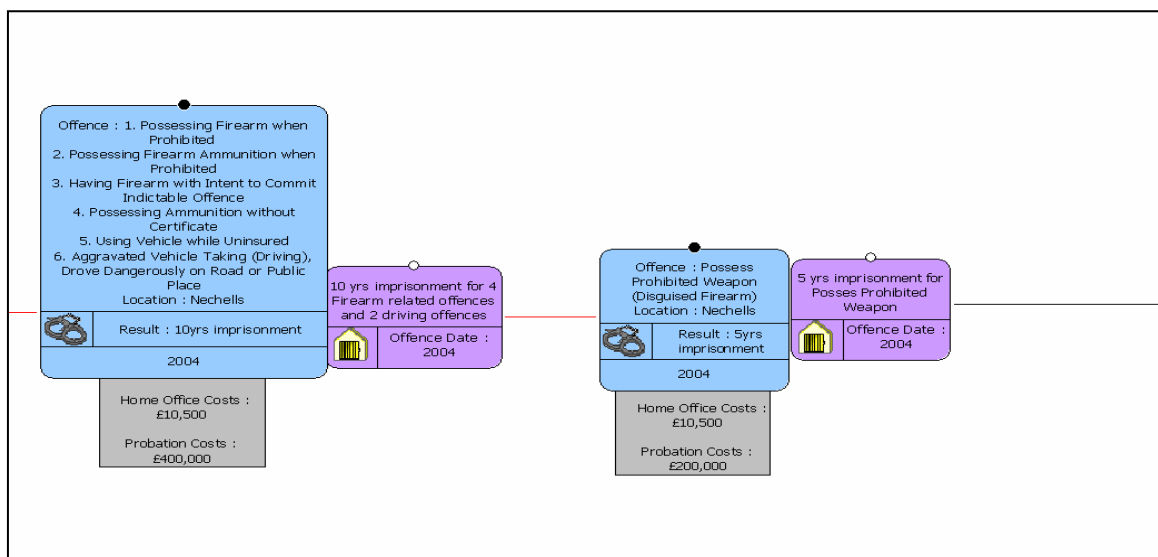 Offence : 1. Possessing Firearm when
Prohibited
2. Possessing Firearm Ammunition when
Prohibited
3. Having Firearm with Intent to Commit
Indictable Offence
4. Possessing Ammunition without
Certificate
5. Using Vehicle while Uninsured
6. Aggravated Vehicle Taking (Driving),
Drove Dangerously on Road or Public
Place
Location : Nechells
Result : 10yrs imprisonment
2004
Home Office Costs :
£10,500
Probation Costs :
£400,000
10 yrs imprisonment for 4
Firearm related offences
and 2 driving offences
Offence Date :
2004
Offence : Possess
Prohibited Weapon
(Disguised Firearm)
Location : Nechells
Result : 5yrs
imprisonment
2004
Home Office Costs :
£10,500
Probation Costs :
£200,000
5 yrs imprisonment for
Posses Prohibited
Weapon
Offence Date :
2004